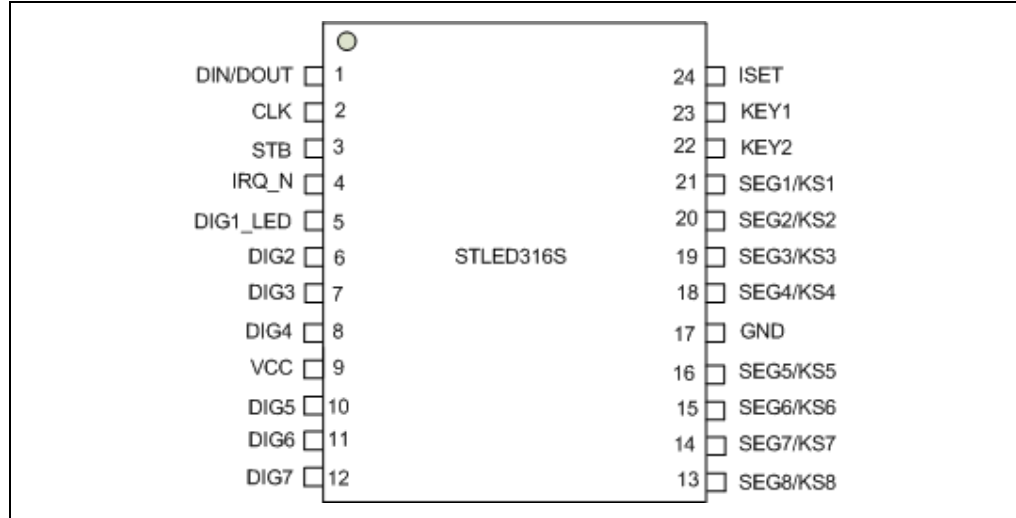 DIN/DOUT 1 24 ISET
CLK 2 23 KEY1
STB 3 22 KEY2
IRQ_N 4 21 SEG1/KS1
DIG1_LED 5 20 SEG2/KS2
DIG2 6 STLED316S 19 SEG3/KS3
DIG3 7 18 SEG4/KS4
DIG4 8 17 GND
VCC 9 16 SEG5/KS5
DIG5 10 15 SEG6/KS6
DIG6 11 14 SEG7/KS7
DIG7 12 13 SEG8/KS8